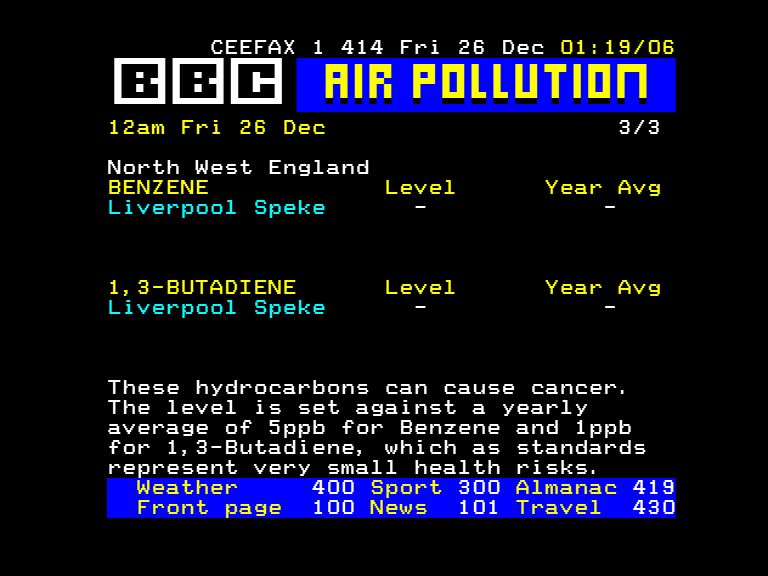 CEEFAX 1 414 Fri 26 Dec 01:19/06
BBC AIR POLLUTION
12am Fri 26 Dec 3/3
North West England
BENZENE Level Year Avg
Liverpool Speke - -
1,3-BUTADIENE Level Year Avg
Liverpool Speke - -
These hydrocarbons can cause cancer.
The level is set against a yearly
average of 5ppb for Benzene and 1ppb
for 1,3-Butadiene, which as standards
represent very small health risks.
Weather 400 Sport 300 Almanac 419
Front page 100 News 101 Travel 430